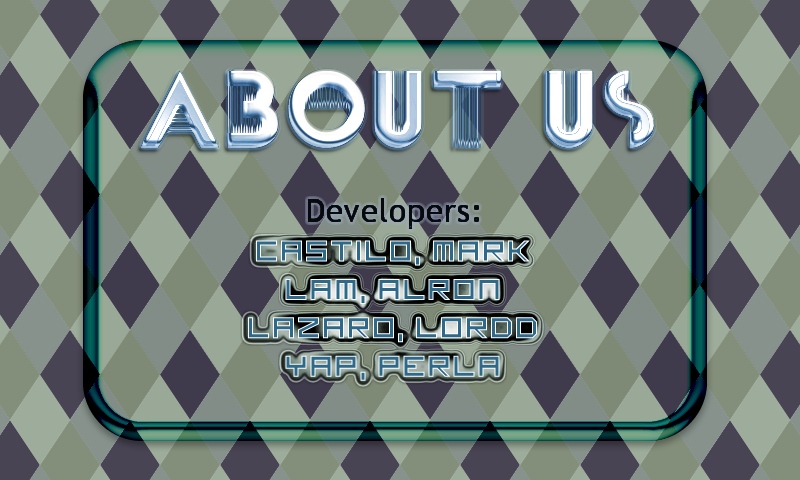 ABOUT US
Developers:
CASTILO, MARK
LAM, ALRON
LAZARO, LORDD
YAP, PERLA